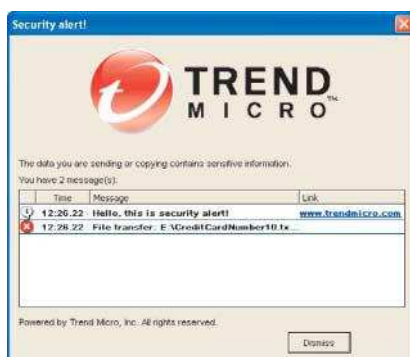 Security alert!
TREND
MICRO™
The data you are sending or copying contains sensitive information.
You have 2 message(s):
Time Message Link
12:26.22 Hello, this is security alert! www.trendmicro.com
12:26.22 File transfer: E:\CreditCardNumber10.tx...
Powered by Trend Micro, Inc. All rights reserved.
Dismiss